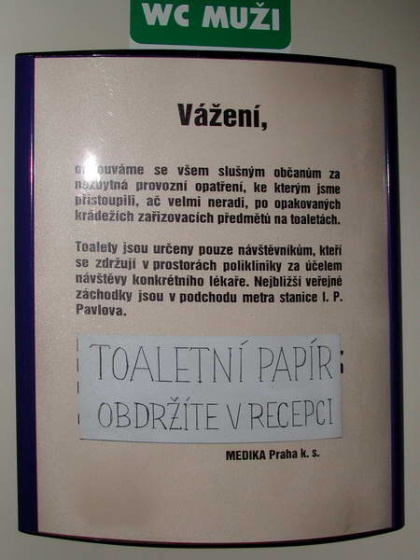 WC MUŽI
Vážení,
omlouváme se všem slušným občanům za
nezbytná provozní opatření, ke kterým jsme
přistoupili, ač velmi neradi, po opakovaných
krádežích zařizovacích předmětů na toaletách.
Toalety jsou určeny pouze návštěvníkům, kteří
se zdržují v prostorách polikliniky za účelem
návštěvy konkrétního lékaře. Nejbližší veřejné
záchodky jsou v podchodu metra stanice I. P.
Pavlova.
TOALETNÍ PAPÍR
OBDRŽÍTE V RECEPCI
MEDIKA Praha k. s.